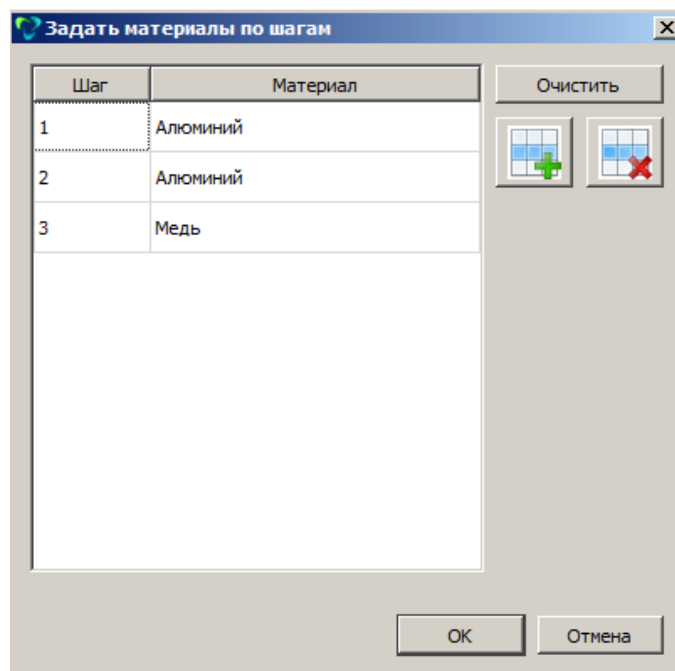 Задать материалы по шагам
Шаг Материал Очистить
1 Алюминий
2 Алюминий
3 Медь
OK Отмена